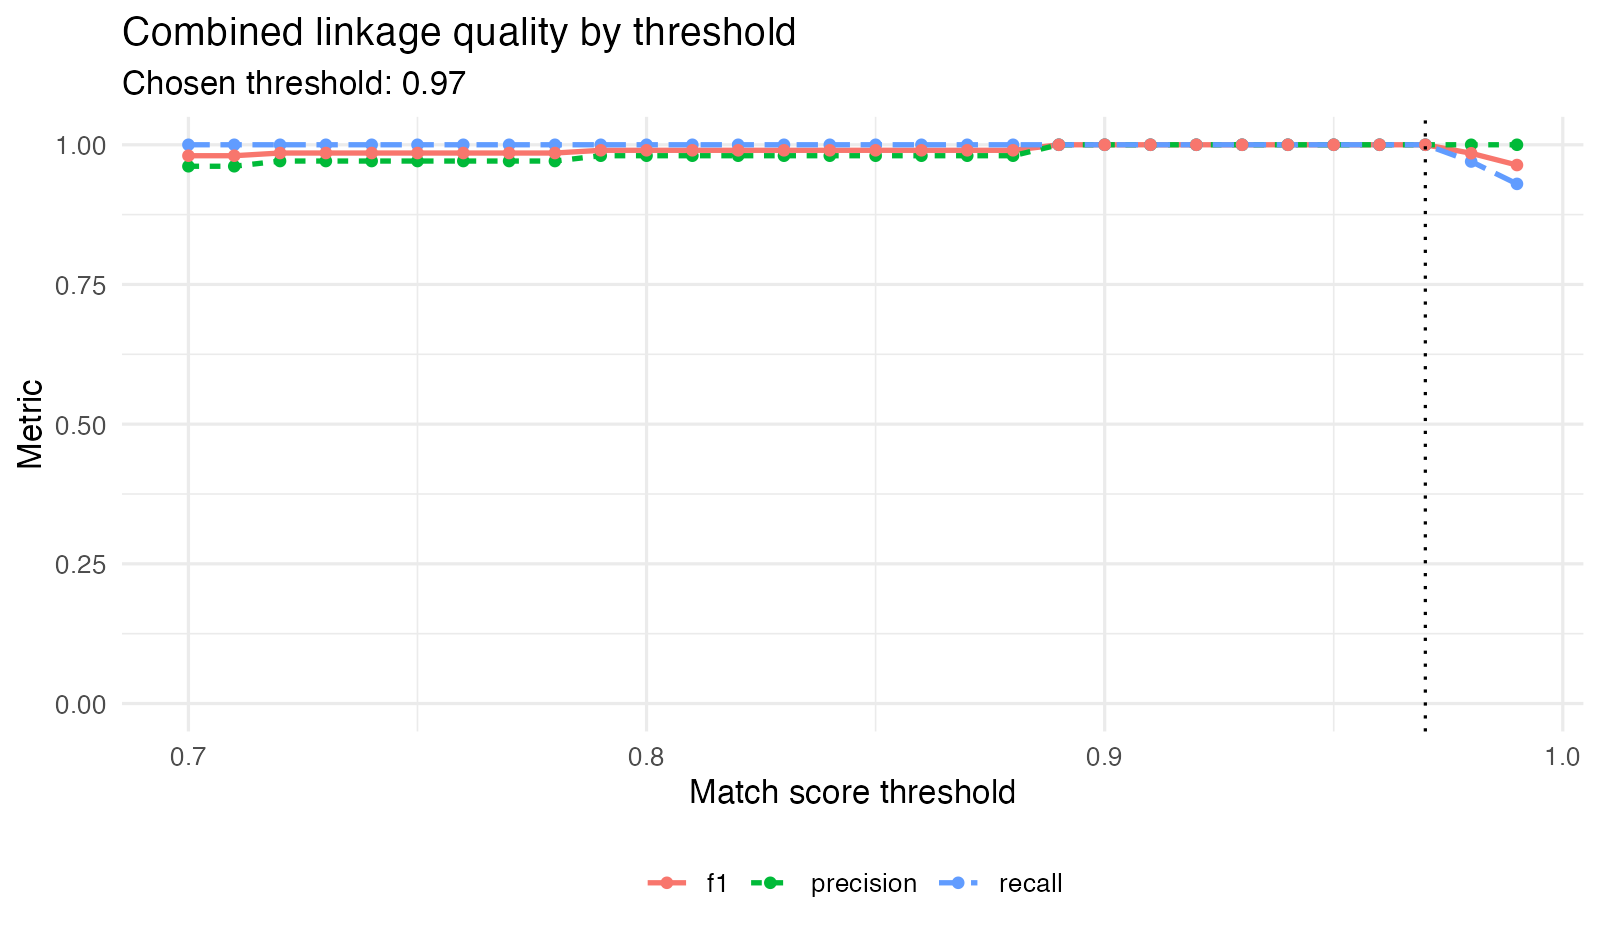 Combined linkage quality by threshold
Chosen threshold: 0.97
1.00
0.75
0.50
0.25
0.00
Metric
0.7 0.8 0.9 1.0
Match score threshold
f1 precision recall